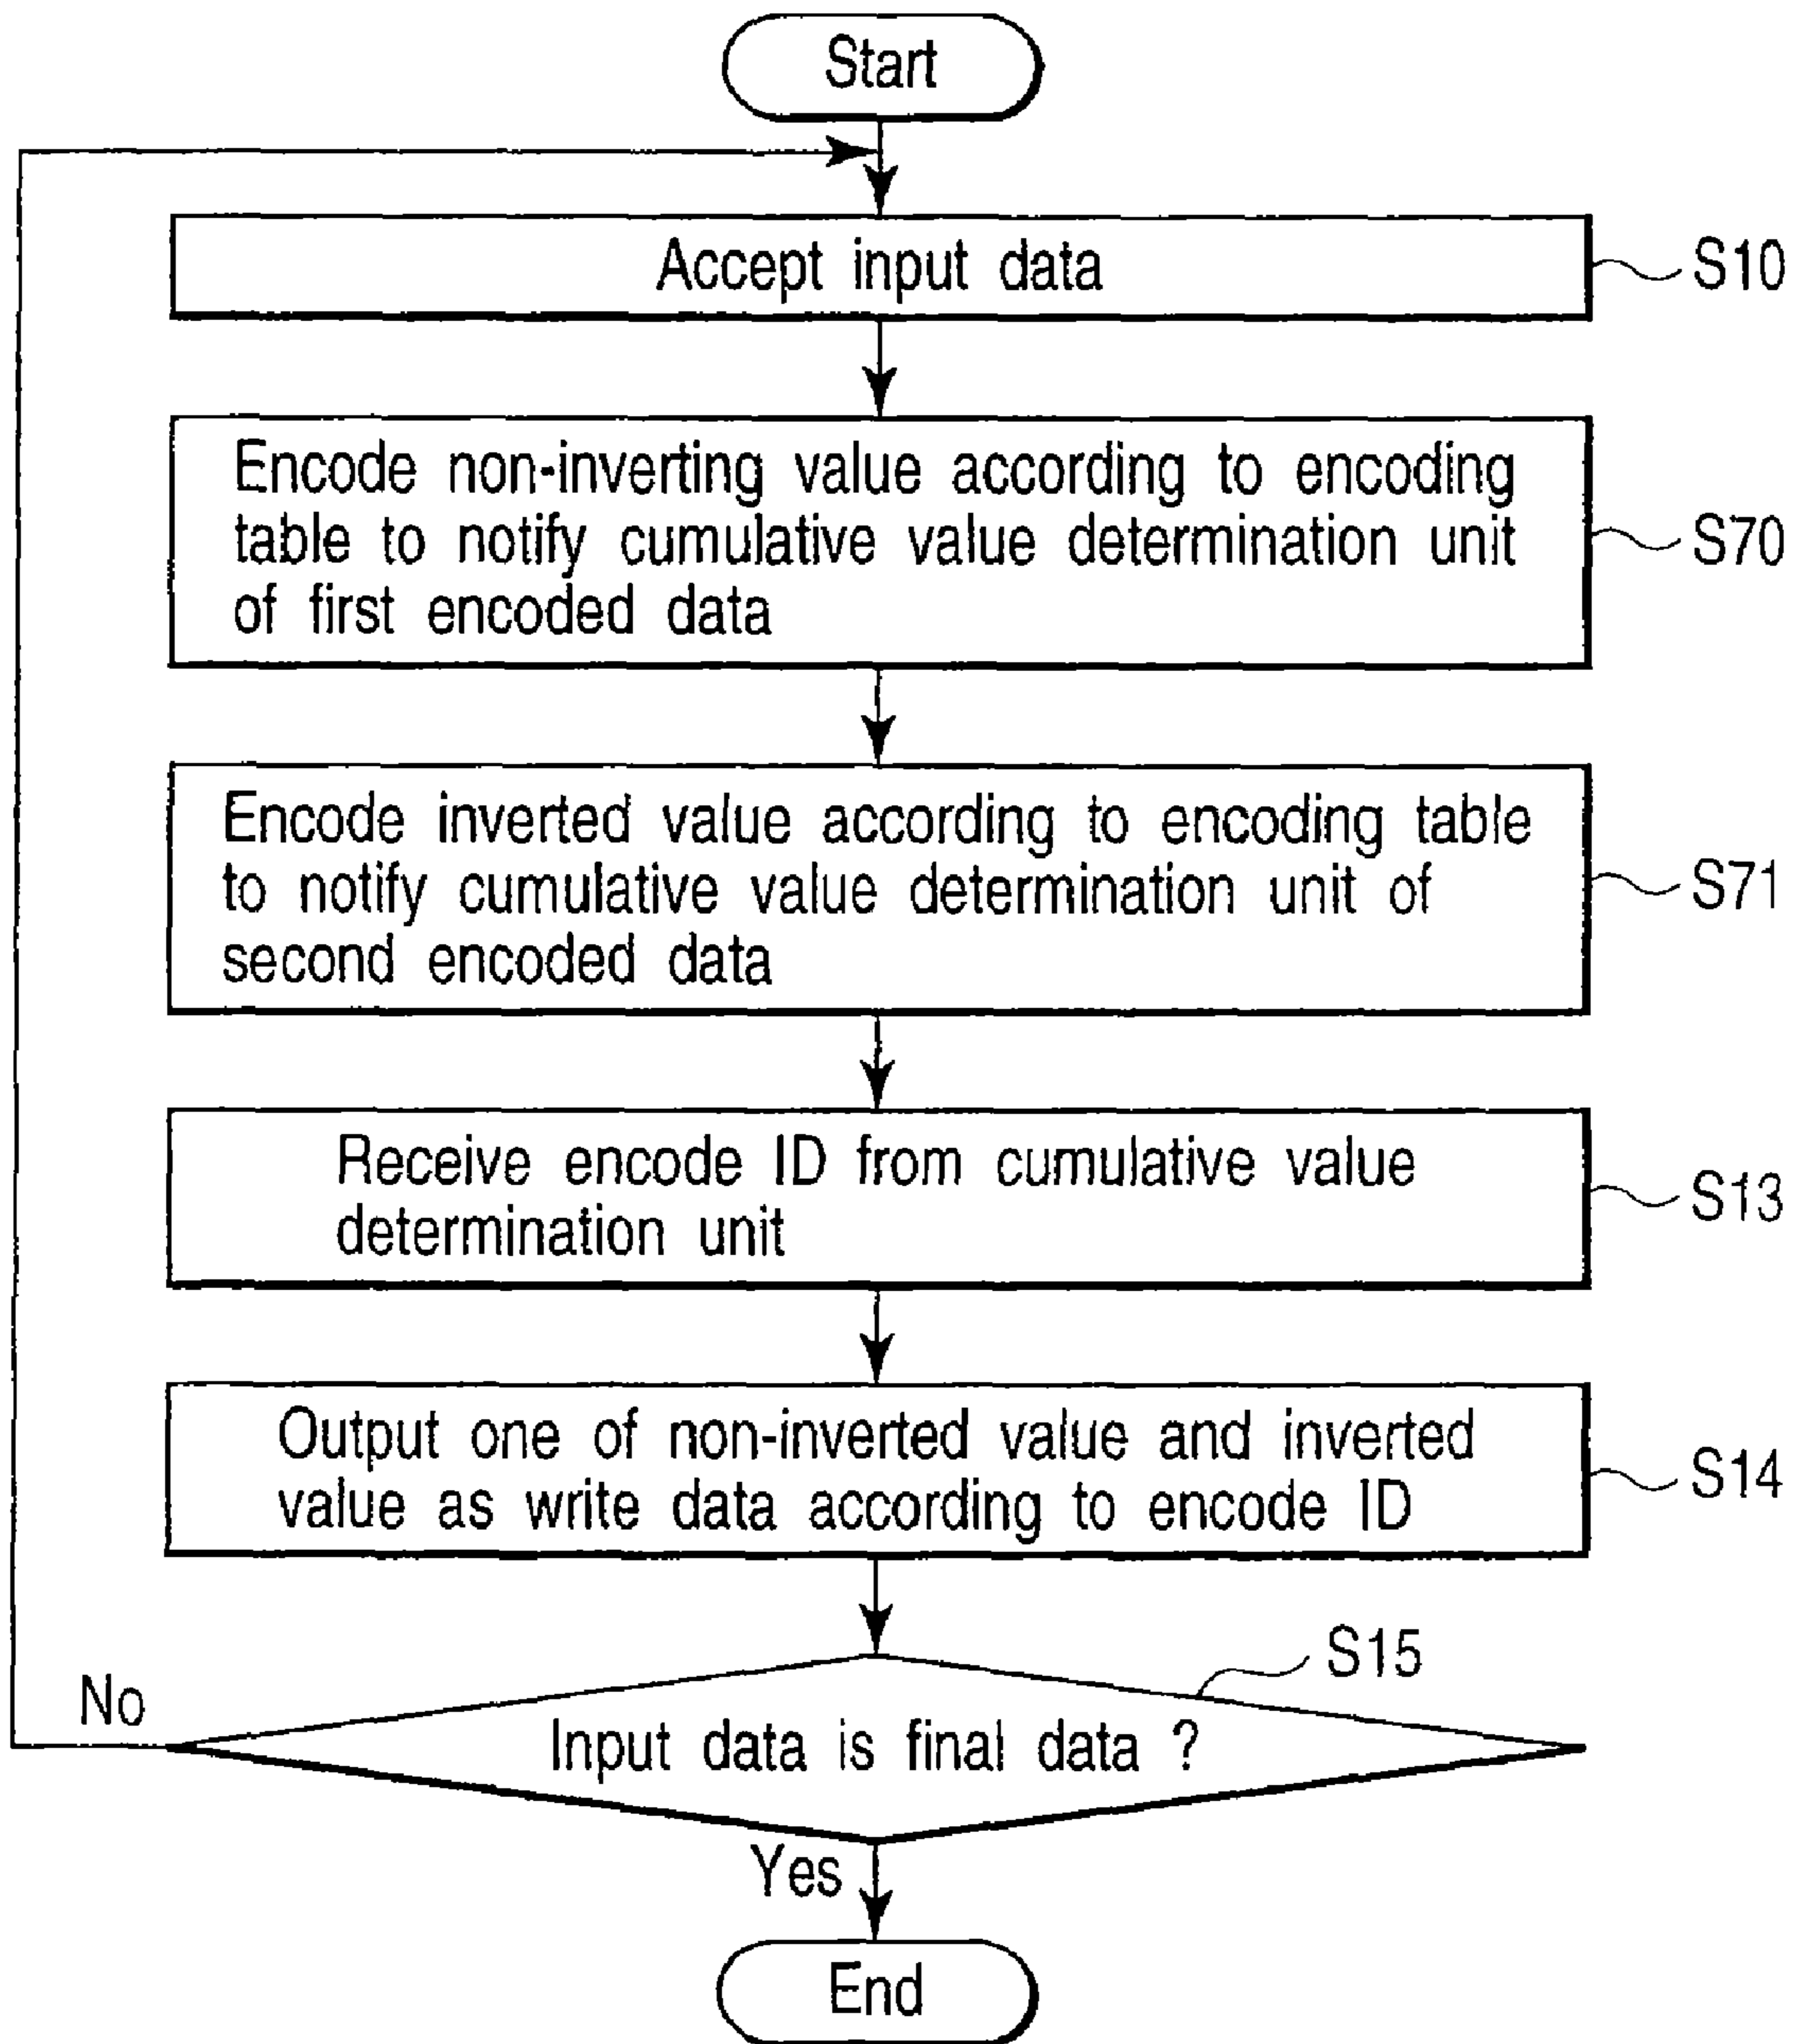 Start
Accept input data
S10
Encode non-inverting value according to encoding
table to notify cumulative value determination unit
of first encoded data
S70
Encode inverted value according to encoding table
to notify cumulative value determination unit of
second encoded data
S71
Receive encode ID from cumulative value
determination unit
S13
Output one of non-inverted value and inverted
value as write data according to encode ID
S14
S15
No
Input data is final data ?
Yes
End